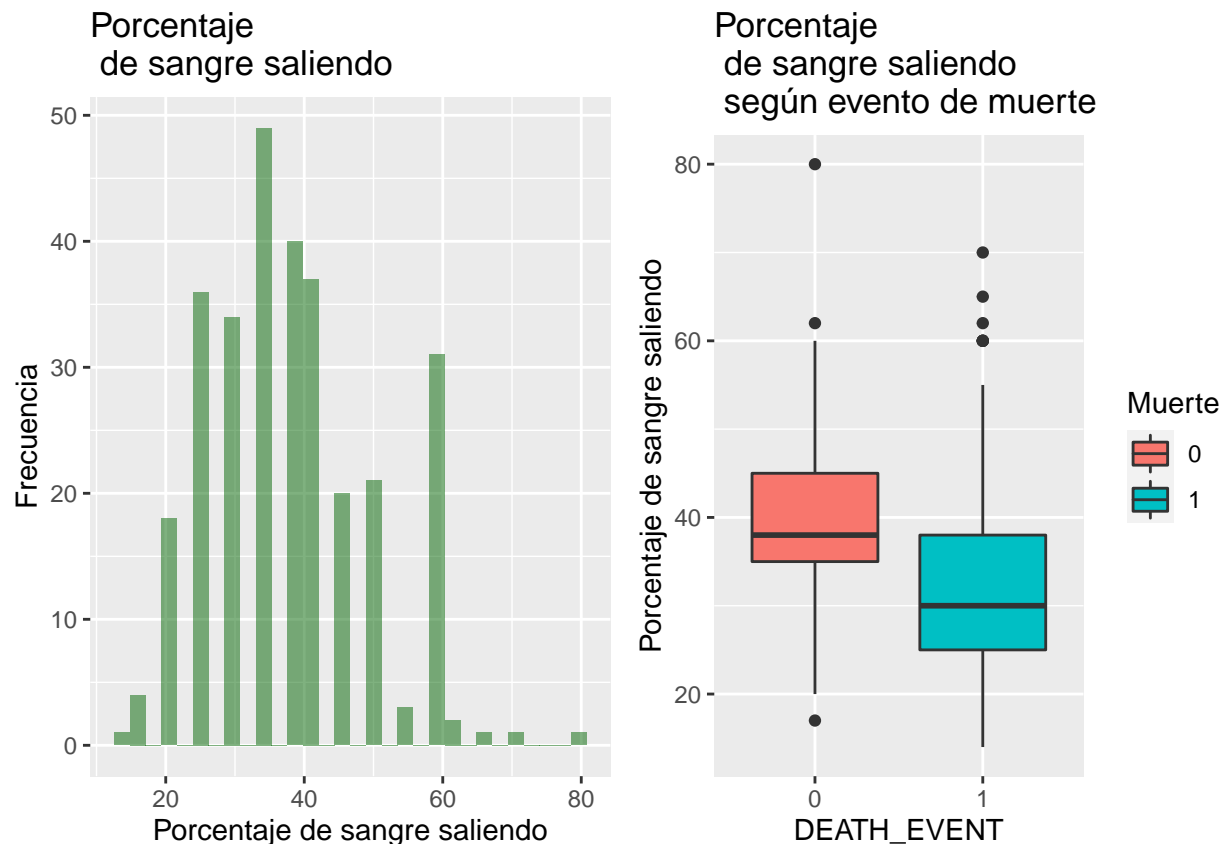 Porcentaje
de sangre saliendo
50
40
30
20
10
0
Frecuencia
20 40 60 80
Porcentaje de sangre saliendo
Porcentaje
de sangre saliendo
según evento de muerte
80
60
40
20
Porcentaje de sangre saliendo
0 1
DEATH_EVENT
Muerte
0
1